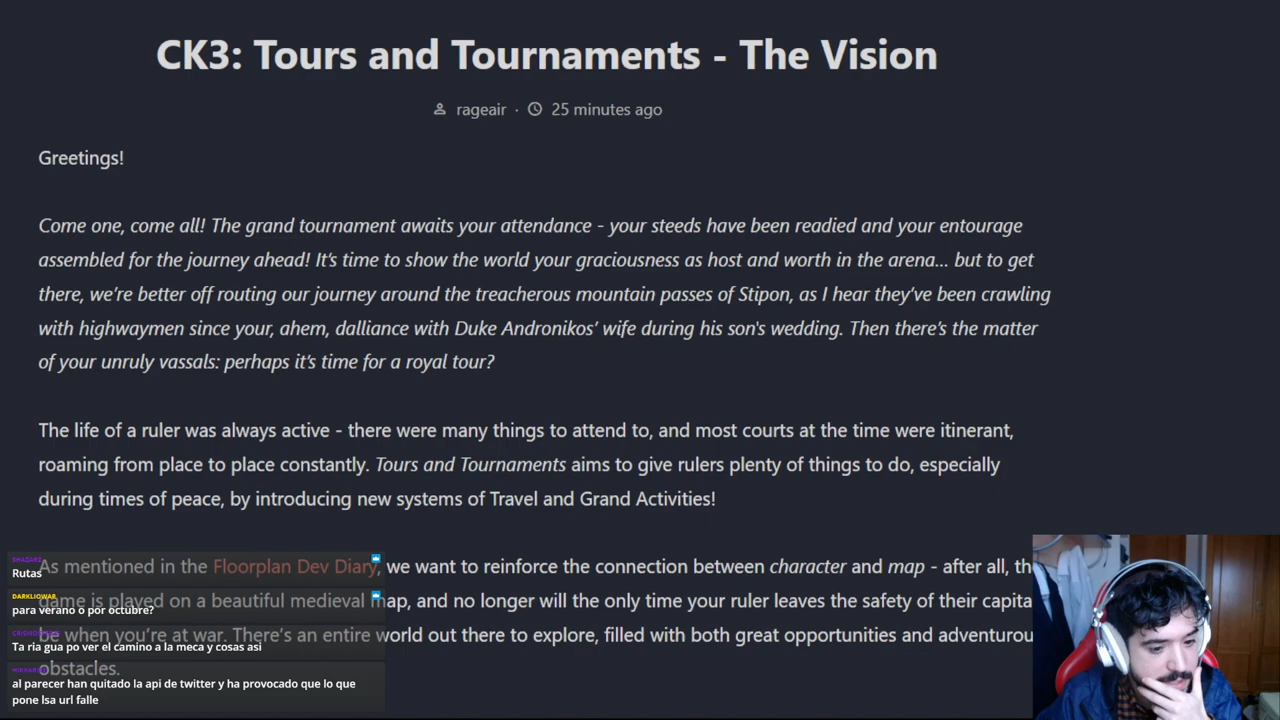 CK3: Tours and Tournaments - The Vision
rageair · 25 minutes ago
Greetings!
Come one, come all! The grand tournament awaits your attendance - your steeds have been readied and your entourage
assembled for the journey ahead! It's time to show the world your graciousness as host and worth in the arena... but to get
there, we're better off routing our journey around the treacherous mountain passes of Stipon, as I hear they've been crawling
with highwaymen since your, ahem, dalliance with Duke Andronikos' wife during his son's wedding. Then there's the matter
of your unruly vassals: perhaps it's time for a royal tour?
The life of a ruler was always active - there were many things to attend to, and most courts at the time were itinerant,
roaming from place to place constantly. Tours and Tournaments aims to give rulers plenty of things to do, especially
during times of peace, by introducing new systems of Travel and Grand Activities!
As mentioned in the Floorplan Dev Diary, we want to reinforce the connection between character and map - after all, th
game is played on a beautiful medieval map, and no longer will the only time your ruler leaves the safety of their capita
be when you're at war. There's an entire world out there to explore, filled with both great opportunities and adventurou
obstacles.
Rutas
DARKLIOWAR
para verano o por octubre?
Ta ria gua po ver el camino a la meca y cosas asi
al parecer han quitado la api de twitter y ha provocado que lo que
pone lsa url falle